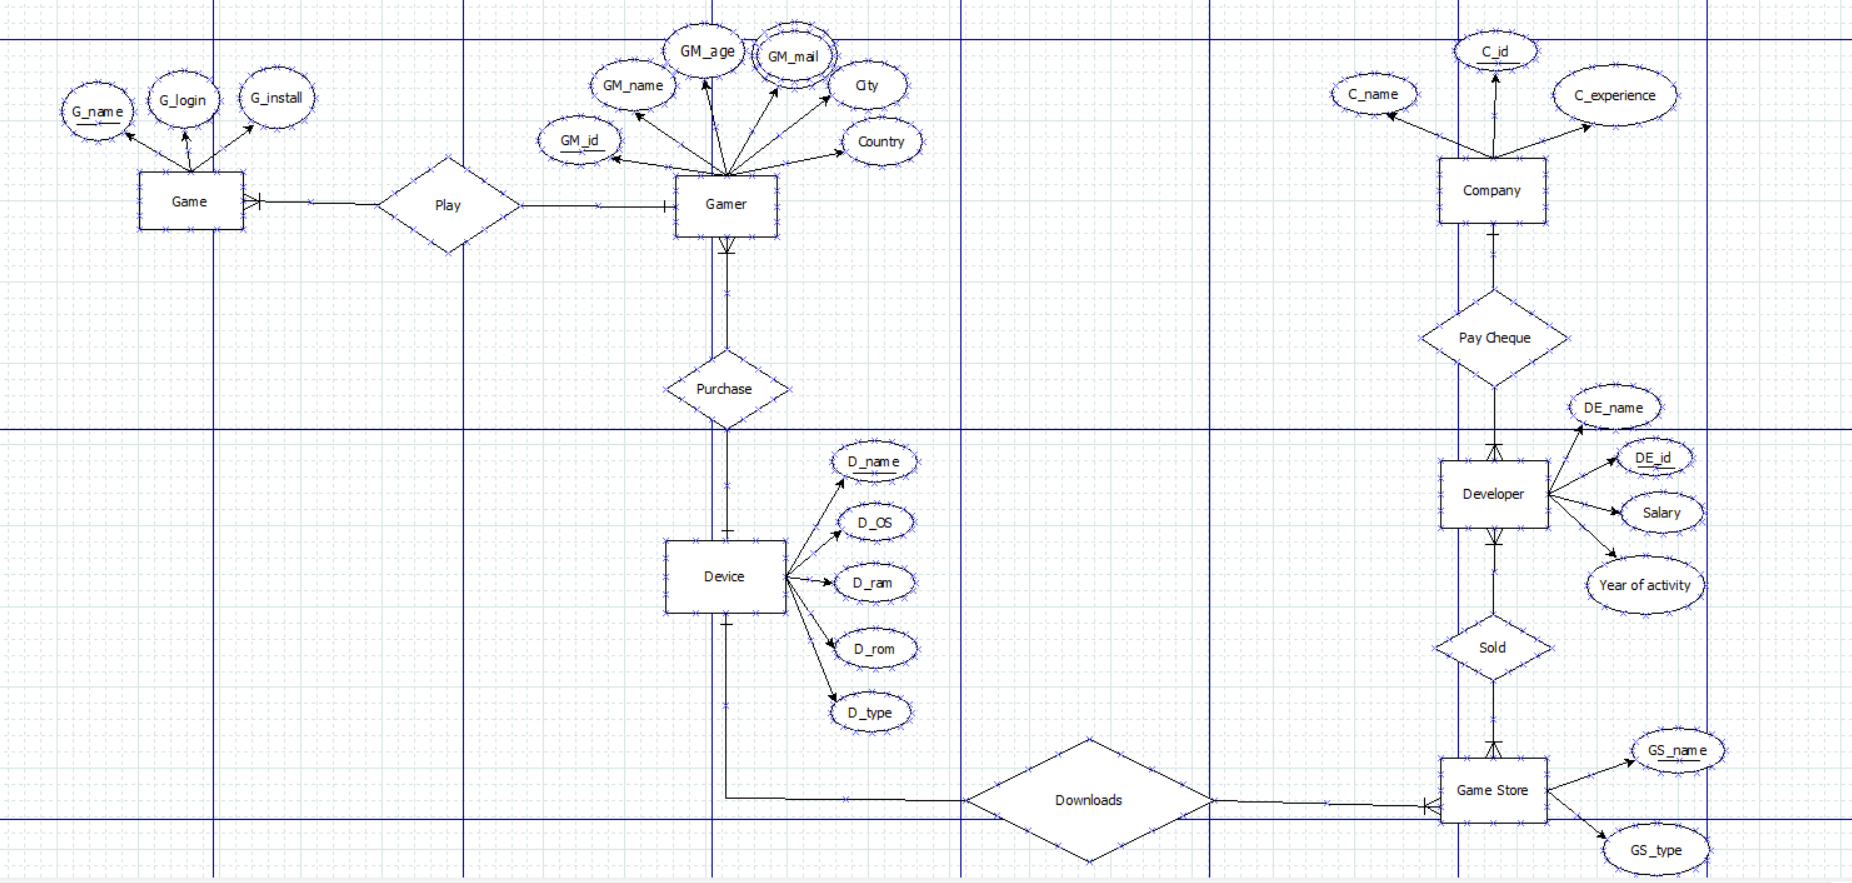 G_name
G_login
G_install
Game
Play
GM_id
GM_name
GM_age
GM_mail
City
Country
Gamer
Purchase
D_name
D_OS
D_ram
D_rom
D_type
Device
Downloads
C_name
C_id
C_experience
Company
Pay Cheque
DE_name
DE_id
Salary
Year of activity
Developer
Sold
GS_name
Game Store
GS_type